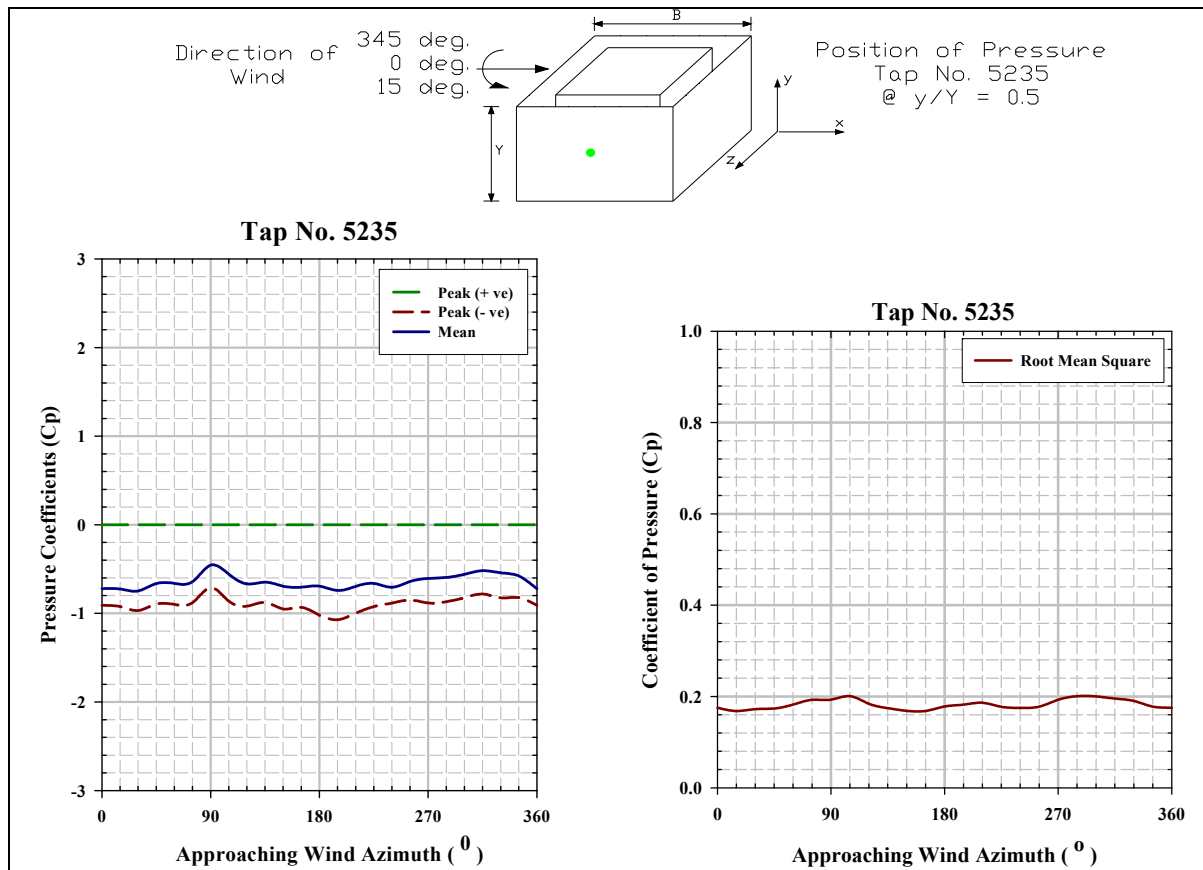 B
Direction of
Wind
345 deg.
0 deg.
15 deg.
Position of Pressure
Tap No. 5235
@ y/Y = 0.5
Y
y
x
z
Tap No. 5235
Peak (+ ve)
Peak (- ve)
Mean
Pressure Coefficients (Cp)
3
2
1
0
-1
-2
-3
0 90 180 270 360
Approaching Wind Azimuth ( 0 )
Tap No. 5235
Root Mean Square
Coefficient of Pressure (Cp)
1.0
0.8
0.6
0.4
0.2
0.0
0 90 180 270 360
Approaching Wind Azimuth ( o )